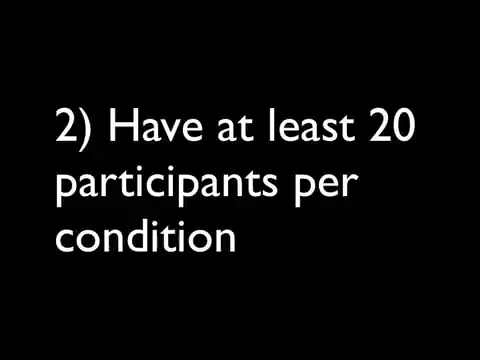 2) Have at least 20
participants per
condition